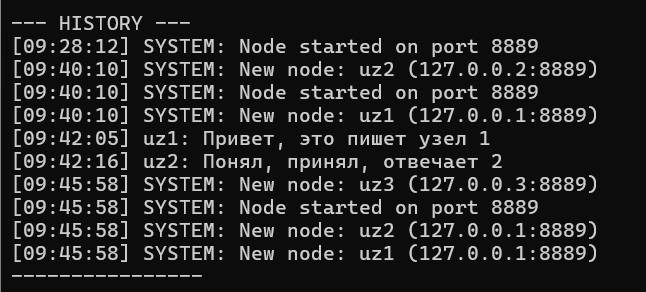 --- HISTORY ---
[09:28:12] SYSTEM: Node started on port 8889
[09:40:10] SYSTEM: New node: uz2 (127.0.0.2:8889)
[09:40:10] SYSTEM: Node started on port 8889
[09:40:10] SYSTEM: New node: uz1 (127.0.0.1:8889)
[09:42:05] uz1: Привет, это пишет узел 1
[09:42:16] uz2: Понял, принял, отвечает 2
[09:45:58] SYSTEM: New node: uz3 (127.0.0.3:8889)
[09:45:58] SYSTEM: Node started on port 8889
[09:45:58] SYSTEM: New node: uz2 (127.0.0.1:8889)
[09:45:58] SYSTEM: New node: uz1 (127.0.0.1:8889)
----------------